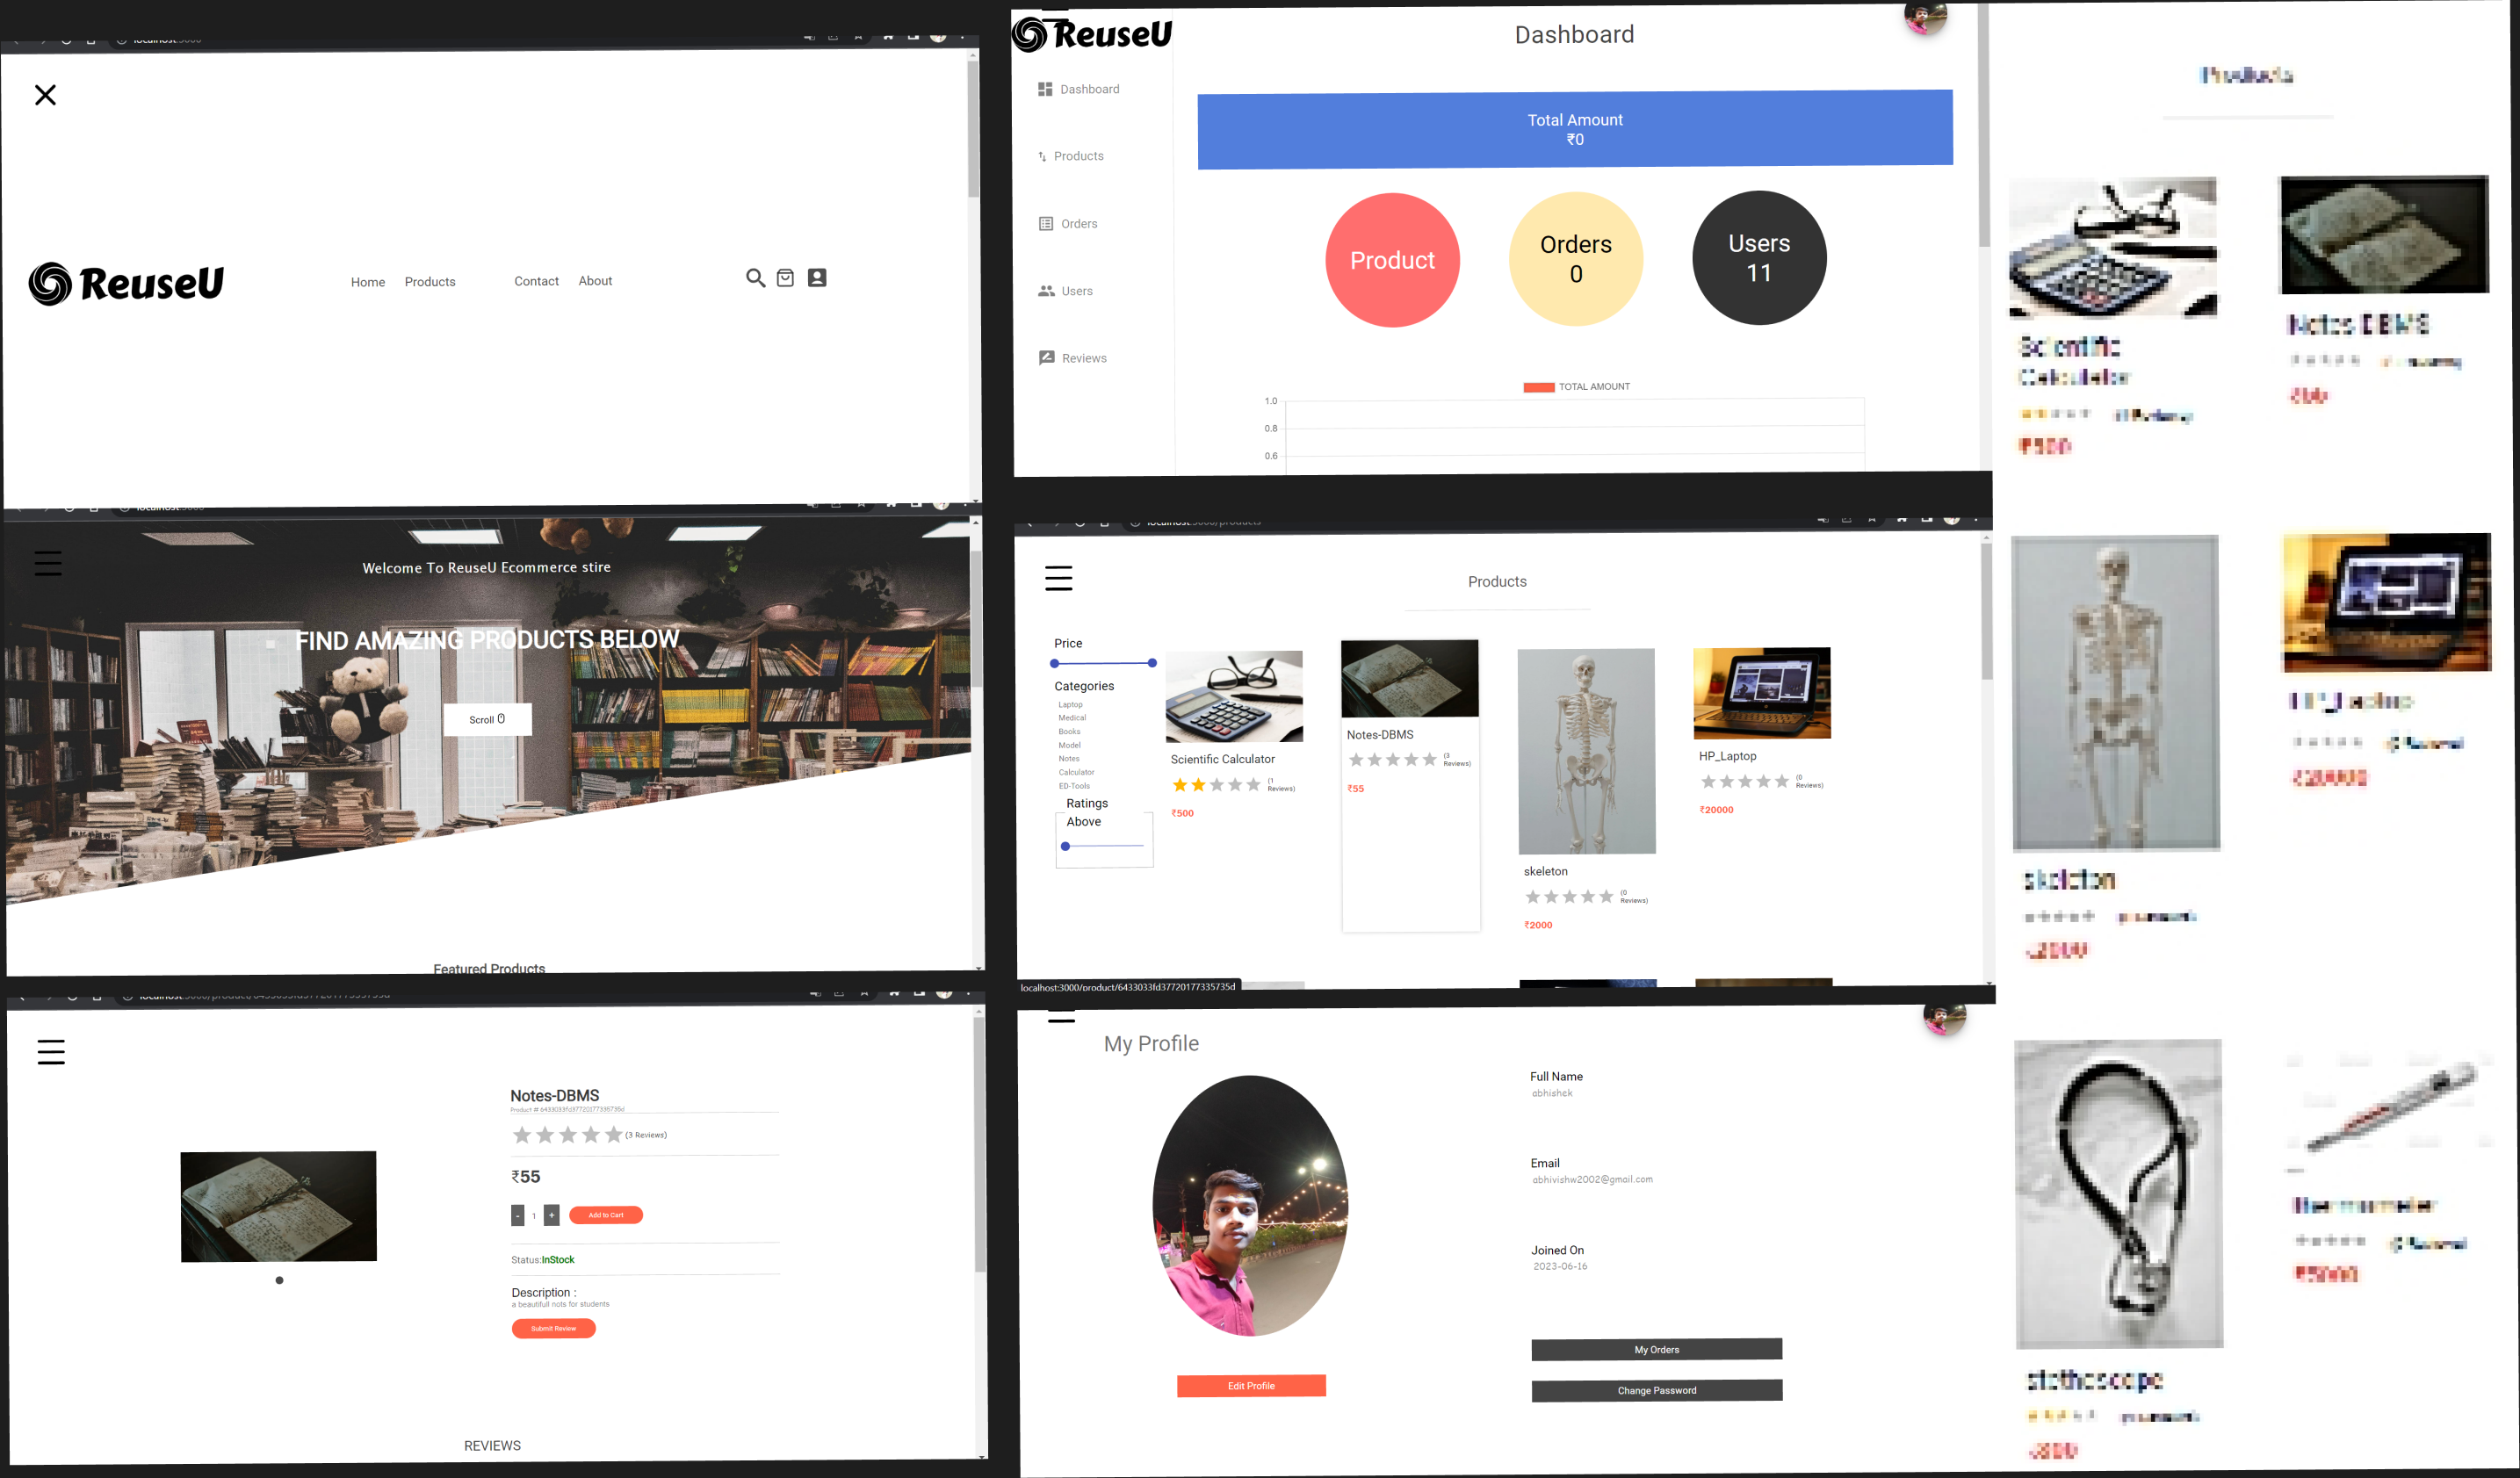 ReuseU
Home Products Contact About
localhost:3000
Welcome To ReuseU Ecommerce stire
FIND AMAZING PRODUCTS BELOW
Scroll
Featured Products
Notes-DBMS
Product # 6433033fd37720177335735d
(3 Reviews)
₹55
- 1 +
Add to Cart
Status:InStock
Description :
a beautifull nots for students
Submit Review
REVIEWS
ReuseU
Dashboard
Products
Orders
Users
Reviews
Dashboard
Total Amount
₹0
Product
Orders
0
Users
11
TOTAL AMOUNT
1.0
0.8
0.6
localhost:3000/products
Products
Price
Categories
Laptop
Medical
Books
Model
Notes
Calculator
ED-Tools
Ratings
Above
Scientific Calculator
(1
Reviews)
₹500
Notes-DBMS
(3
Reviews)
₹55
skeleton
(0
Reviews)
₹2000
HP_Laptop
(0
Reviews)
₹20000
localhost:3000/product/6433033fd37720177335735d
My Profile
Edit Profile
Full Name
abhishek
Email
abhivishw2002@gmail.com
Joined On
2023-06-16
My Orders
Change Password
Products
Scientific
Calculator
Notes DBMS
skeleton
stethoscope